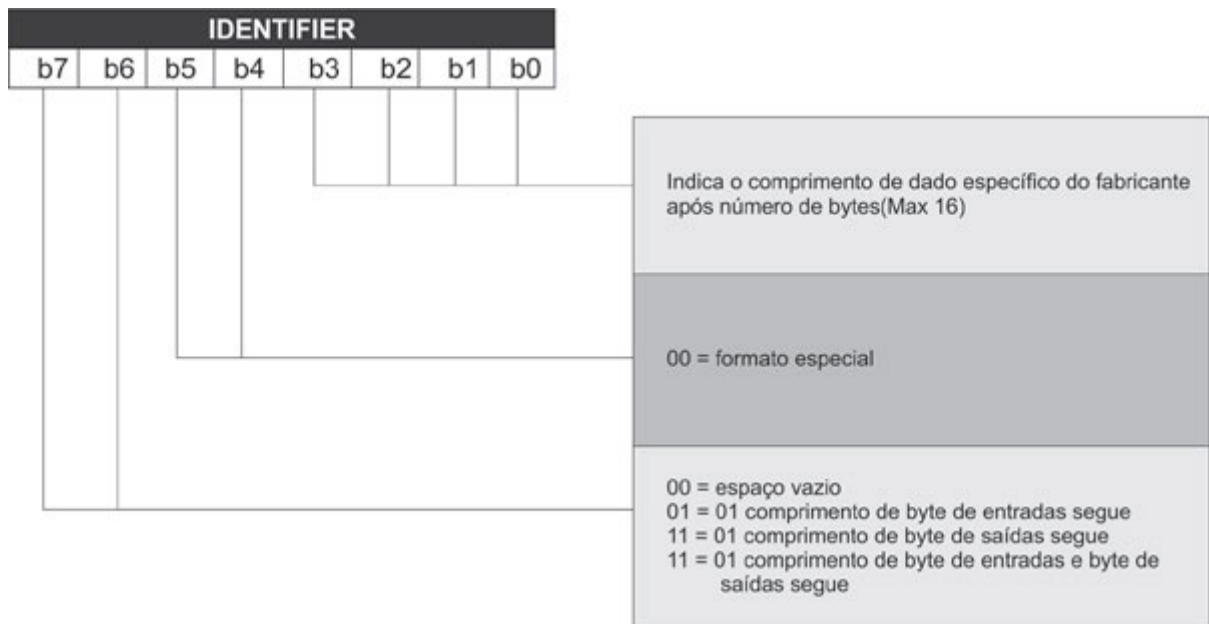 IDENTIFIER
b7 b6 b5 b4 b3 b2 b1 b0
Indica o comprimento de dado específico do fabricante
após número de bytes(Max 16)
00 = formato especial
00 = espaço vazio
01 = 01 comprimento de byte de entradas segue
11 = 01 comprimento de byte de saídas segue
11 = 01 comprimento de byte de entradas e byte de
saídas segue